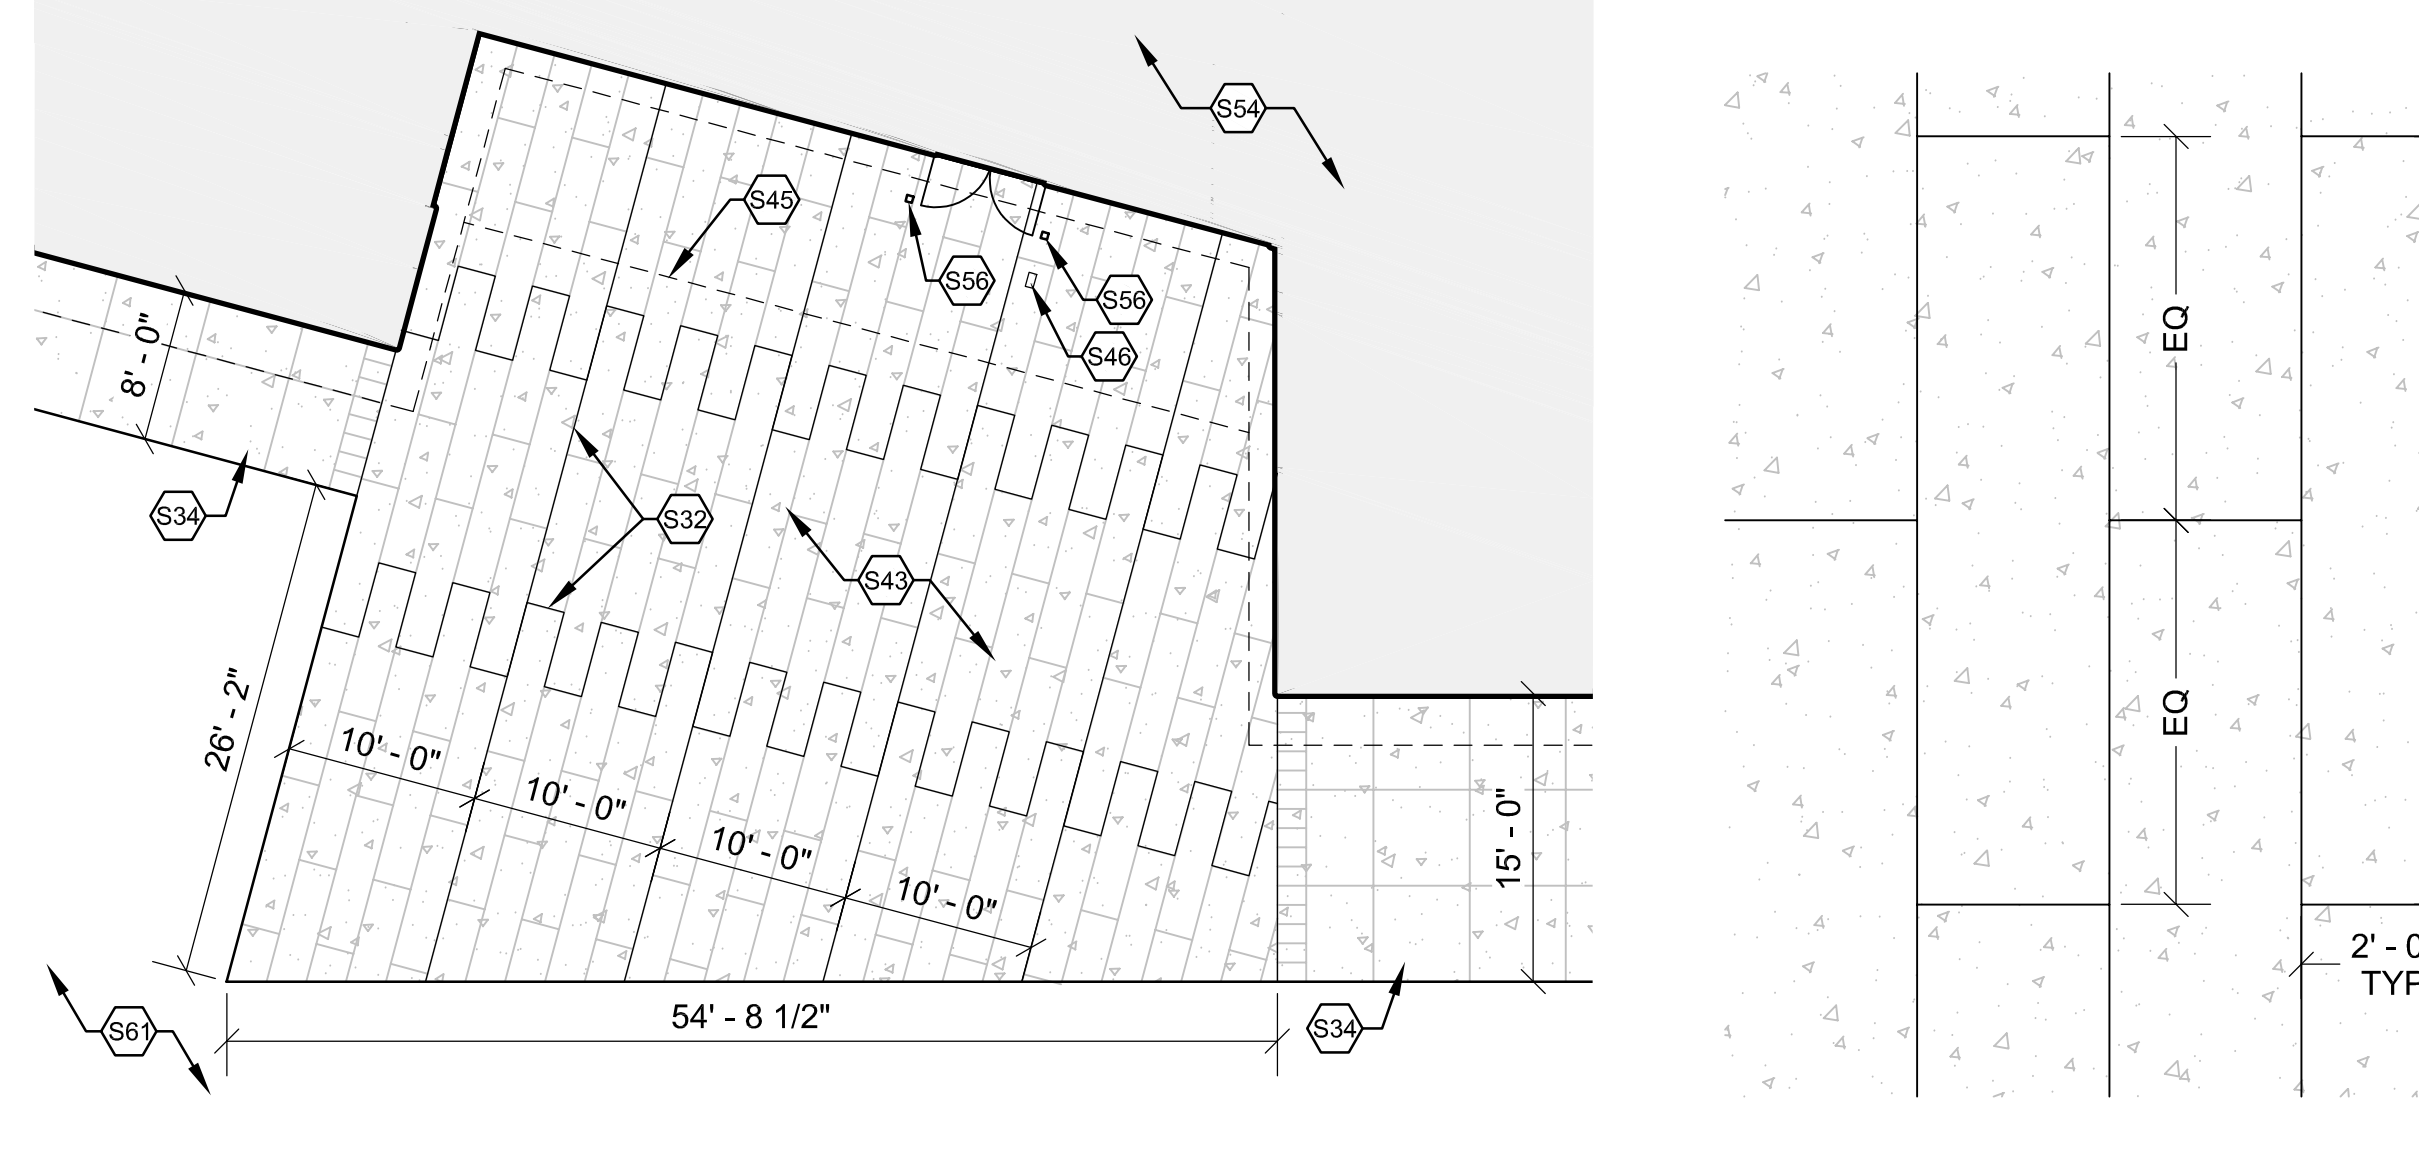 S54
S45
S56
S56
S46
8' - 0"
S34
S32
S43
26' - 2"
10' - 0"
10' - 0"
10' - 0"
10' - 0"
15' - 0"
54' - 8 1/2"
S61
S34
EQ
EQ
2' - 0
TYP